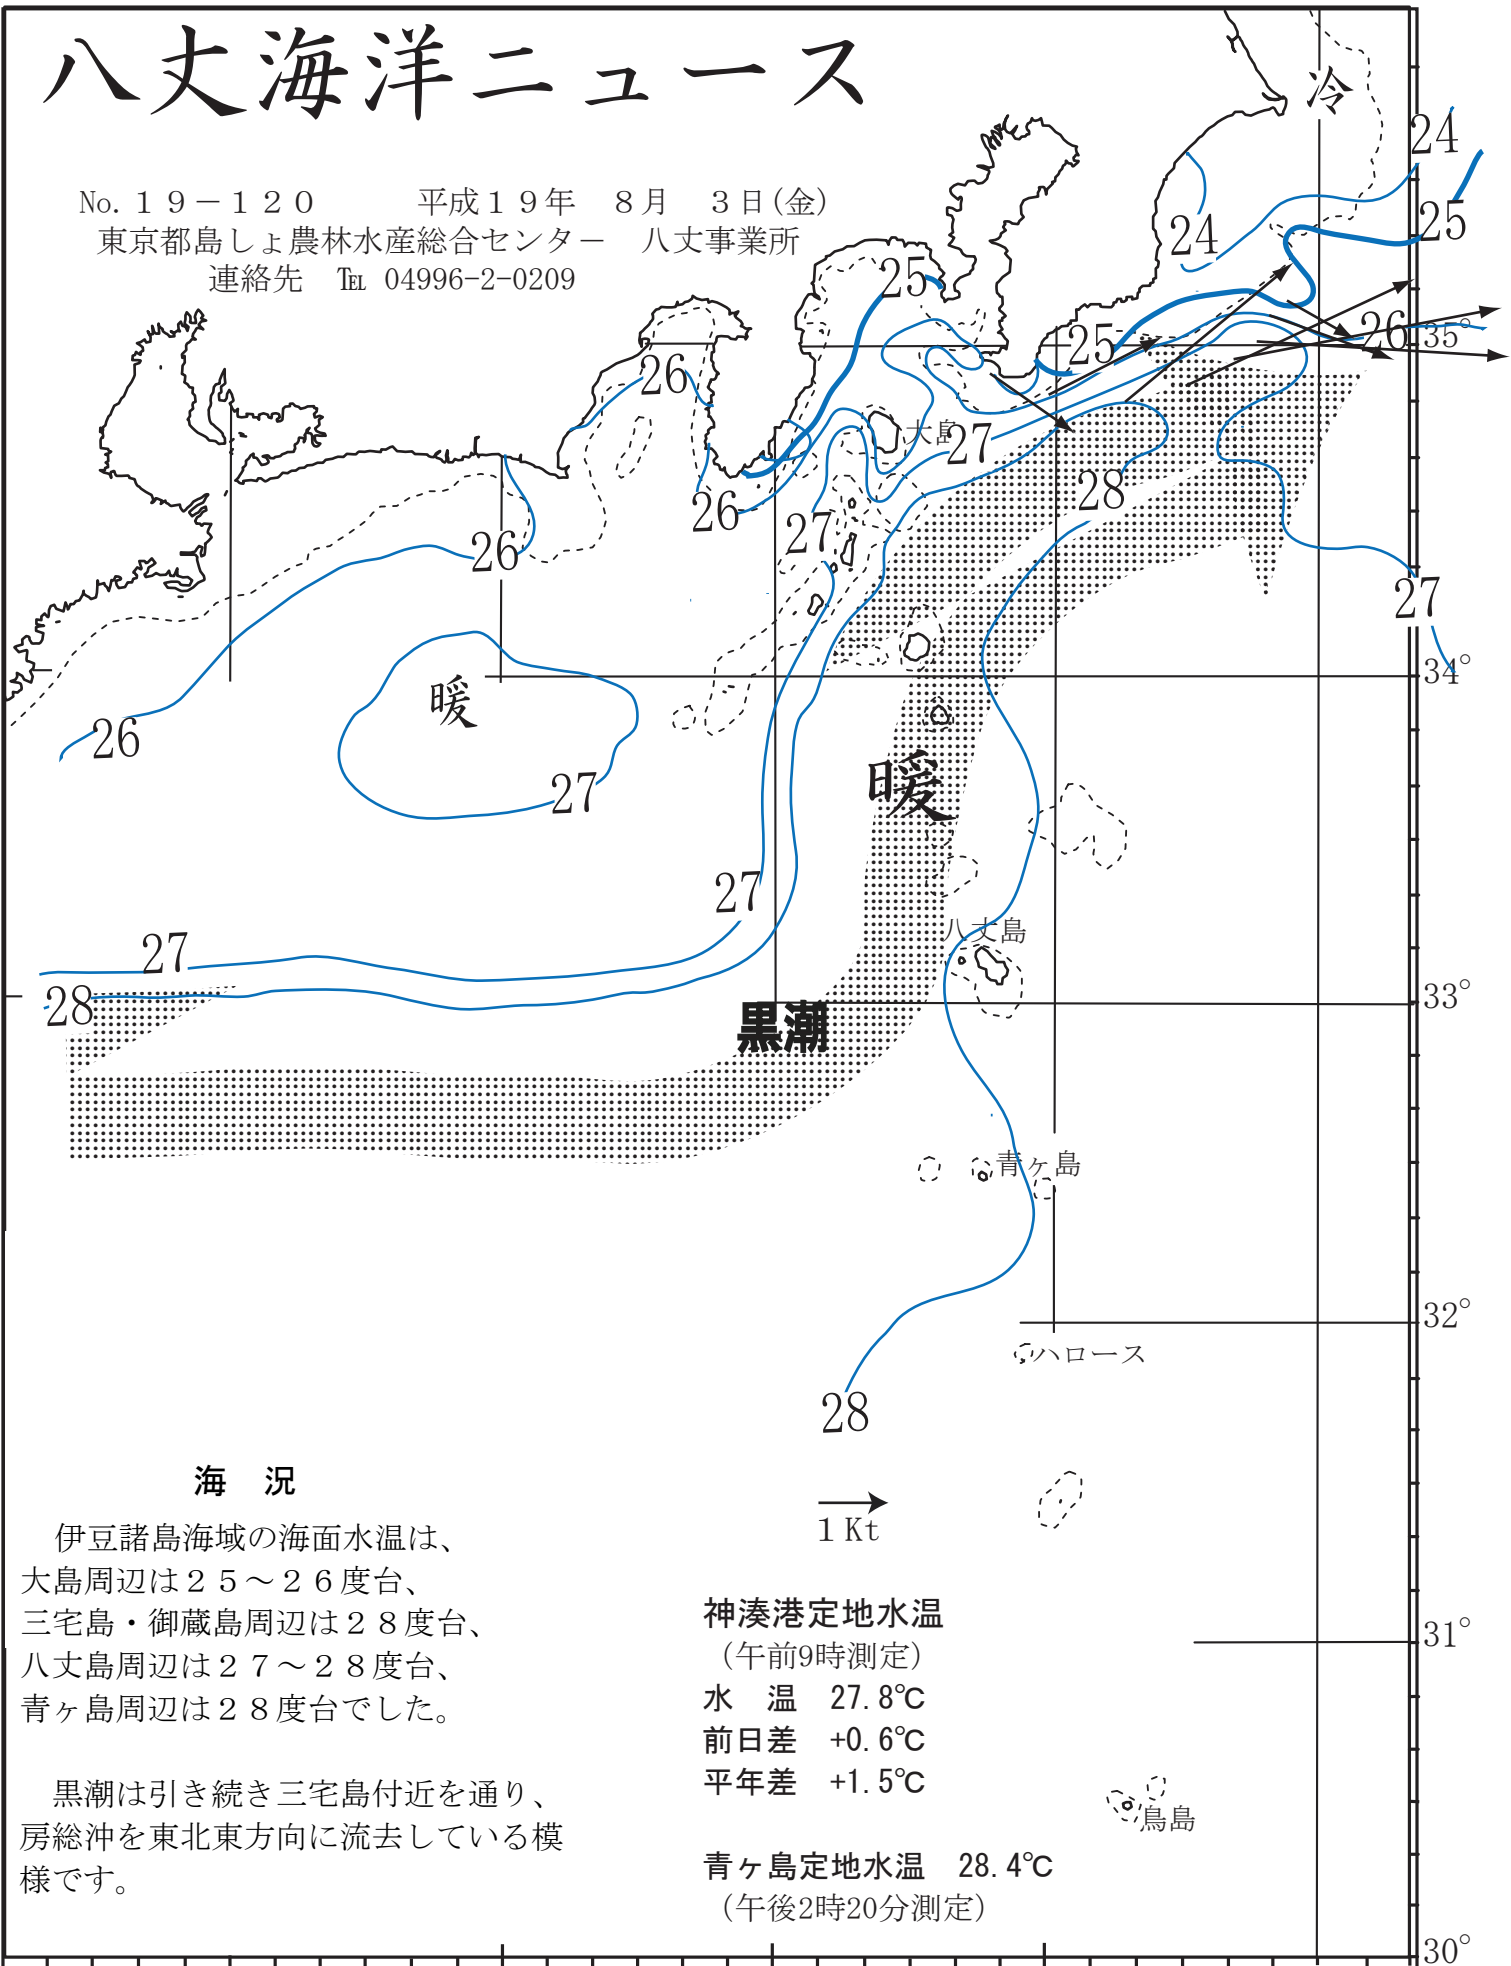 八丈海洋ニュース
No.１９－１２０　　平成１９年　８月　３日(金)
東京都島しょ農林水産総合センタ－　八丈事業所
連絡先　℡ 04996-2-0209
冷
24
25
24
25
25
26
35°
26
大島
27
28
26
27
26
27
34°
暖
26
暖
27
27
八丈島
27
28
33°
黒潮
青ヶ島
32°
ハロース
28
1 Kt
海　況
伊豆諸島海域の海面水温は、
大島周辺は２５～２６度台、
三宅島・御蔵島周辺は２８度台、
八丈島周辺は２７～２８度台、
青ヶ島周辺は２８度台でした。
黒潮は引き続き三宅島付近を通り、
房総沖を東北東方向に流去している模
様です。
神湊港定地水温
（午前9時測定）
水　温　27.8℃
前日差　+0.6℃
平年差　+1.5℃
青ヶ島定地水温　28.4℃
（午後2時20分測定）
31°
鳥島
30°